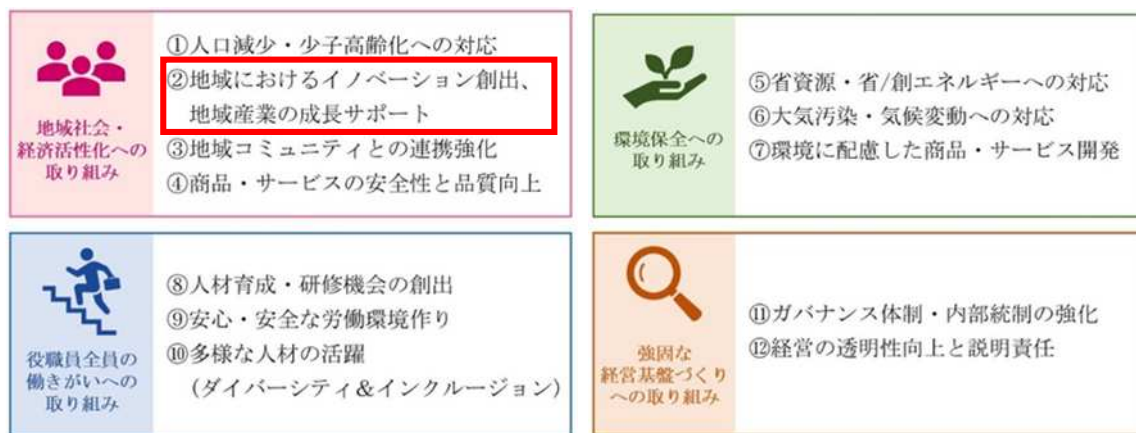 地域社会・
経済活性化への
取り組み
①人口減少・少子高齢化への対応
②地域におけるイノベーション創出、
地域産業の成長サポート
③地域コミュニティとの連携強化
④商品・サービスの安全性と品質向上
環境保全への
取り組み
⑤省資源・省/創エネルギーへの対応
⑥大気汚染・気候変動への対応
⑦環境に配慮した商品・サービス開発
役職員全員の
働きがいへの
取り組み
⑧人材育成・研修機会の創出
⑨安心・安全な労働環境作り
⑩多様な人材の活躍
(ダイバーシティ&インクルージョン)
強固な
経営基盤づくり
への取り組み
⑪ガバナンス体制・内部統制の強化
⑫経営の透明性向上と説明責任